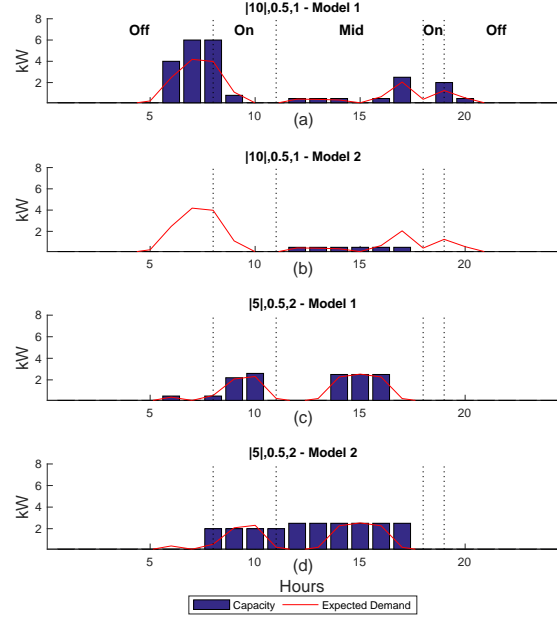 |10|,0.5,1 - Model 1
8
6
4
2
kW
Off On Mid On Off
5 10 15 20
(a)
|10|,0.5,1 - Model 2
8
6
4
2
kW
5 10 15 20
(b)
|5|,0.5,2 - Model 1
8
6
4
2
kW
5 10 15 20
(c)
|5|,0.5,2 - Model 2
8
6
4
2
kW
5 10 15 20
(d)
Hours
Capacity Expected Demand